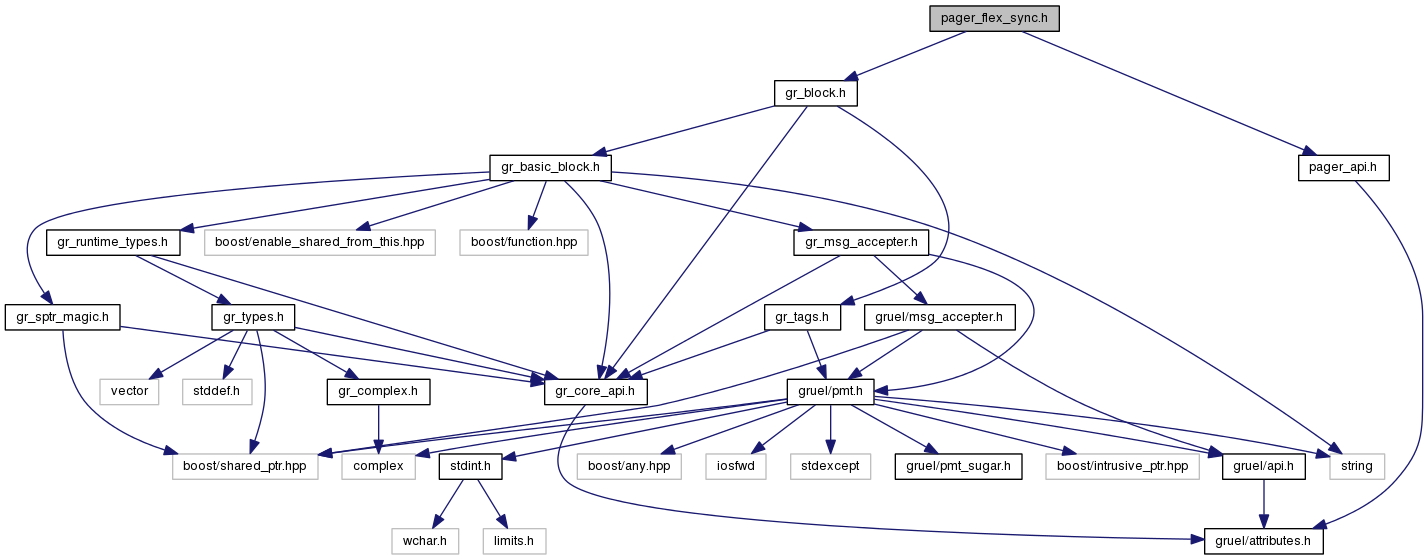 pager_flex_sync.h
gr_block.h
gr_basic_block.h
pager_api.h
gr_runtime_types.h
boost/enable_shared_from_this.hpp
boost/function.hpp
gr_msg_accepter.h
gr_sptr_magic.h
gr_types.h
gr_tags.h
gruel/msg_accepter.h
vector
stddef.h
gr_complex.h
gr_core_api.h
gruel/pmt.h
boost/shared_ptr.hpp
complex
stdint.h
boost/any.hpp
iosfwd
stdexcept
gruel/pmt_sugar.h
boost/intrusive_ptr.hpp
gruel/api.h
string
wchar.h
limits.h
gruel/attributes.h